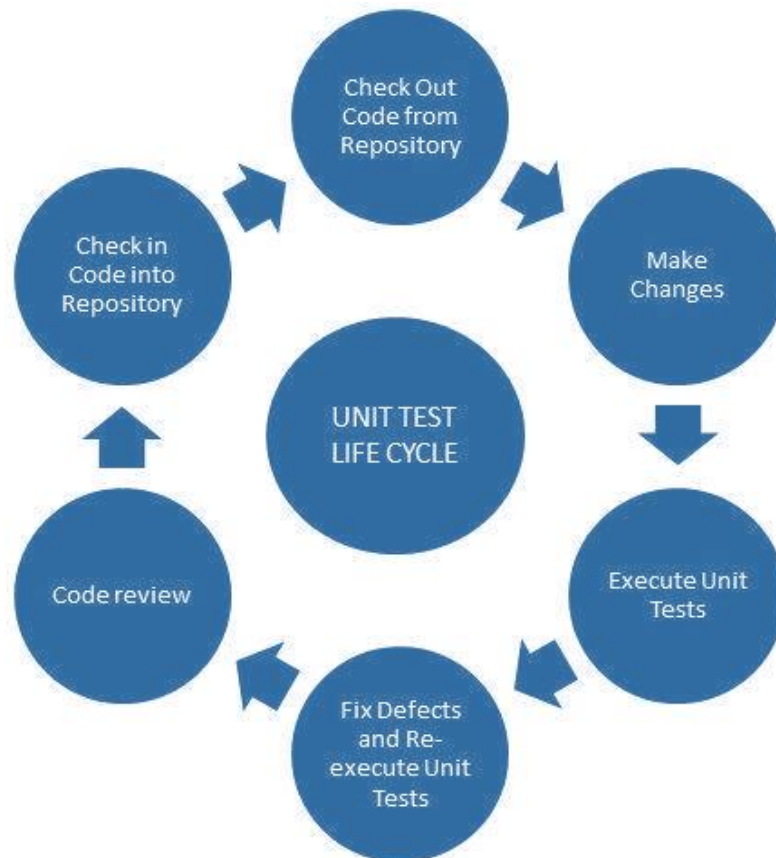 Check Out
Code from
Repository
Make
Changes
Execute Unit
Tests
Fix Defects
and Re-
execute Unit
Tests
Code review
Check in
Code into
Repository
UNIT TEST
LIFE CYCLE